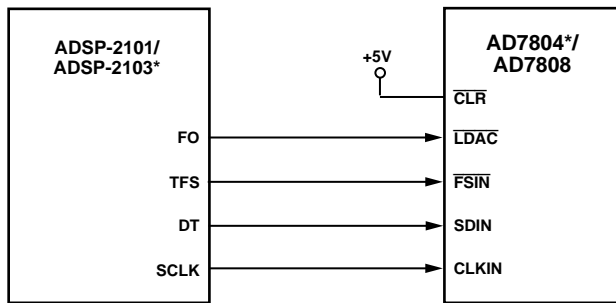 ADSP-2101/
ADSP-2103*
FO
TFS
DT
SCLK
+5V
AD7804*/
AD7808
CLR
LDAC
FSIN
SDIN
CLKIN